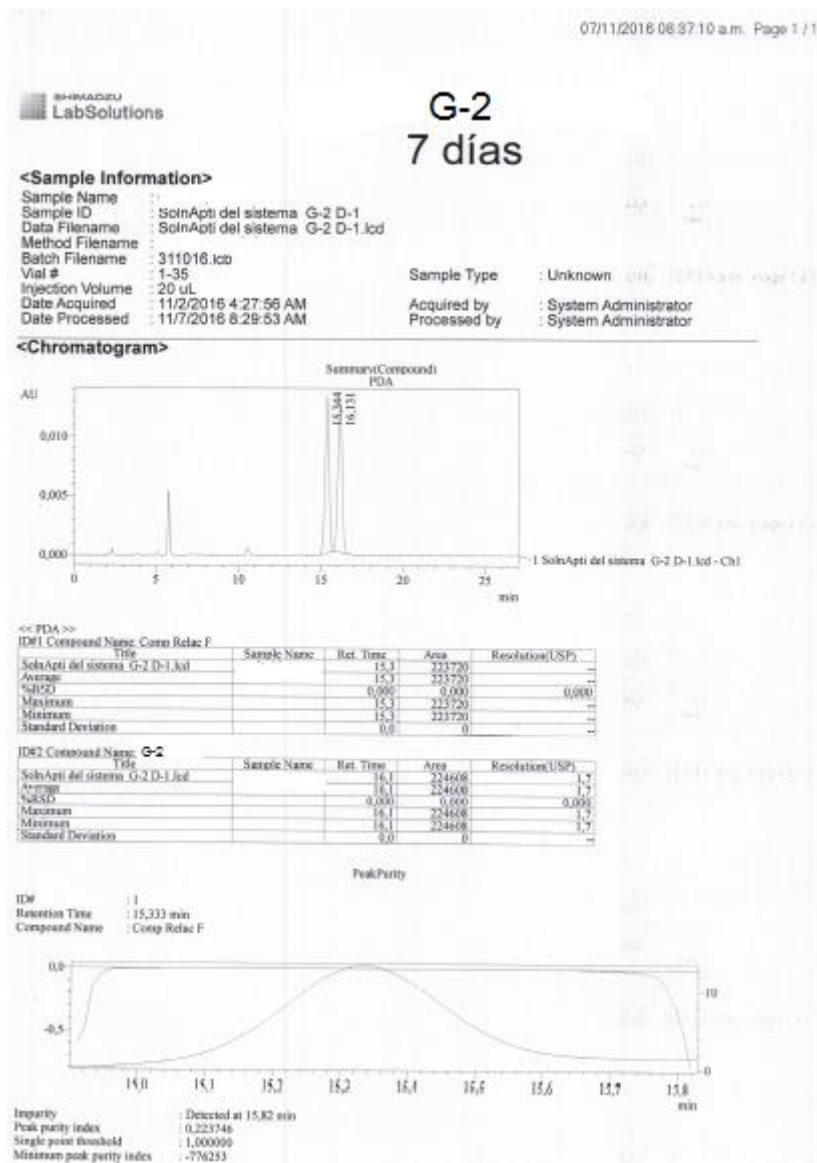 07/11/2016 08:37:10 a.m. Page 1 / 1
SHIMADZU
LabSolutions
G-2
7 días
<Sample Information>
Sample Name :
Sample ID : SolnApti del sistema G-2 D-1
Data Filename : SolnApti del sistema G-2 D-1.lcd
Method Filename :
Batch Filename : 311016.lcb
Vial # : 1-35
Sample Type : Unknown
Injection Volume : 20 uL
Date Acquired : 11/2/2016 4:27:56 AM
Acquired by : System Administrator
Date Processed : 11/7/2016 8:29:53 AM
Processed by : System Administrator
<Chromatogram>
Summary(Compound)
PDA
AU
15,344
16,131
0,010
0,005
0,000
0 5 10 15 20 25
min
1 SolnApti del sistema G-2 D-1.lcd - Ch1
<< PDA >>
ID#1 Compound Name: Comp Relac F
Title Sample Name Ret. Time Area Resolution(USP)
SolnApti del sistema G-2 D-1.lcd 15,3 223720 --
Average 15,3 223720 --
%RSD 0,000 0,000 0,000
Maximum 15,3 223720 --
Minimum 15,3 223720 --
Standard Deviation 0,0 0 --
ID#2 Compound Name: G-2
Title Sample Name Ret. Time Area Resolution(USP)
SolnApti del sistema G-2 D-1.lcd 16,1 224608 1,7
Average 16,1 224608 1,7
%RSD 0,000 0,000 0,000
Maximum 16,1 224608 1,7
Minimum 16,1 224608 1,7
Standard Deviation 0,0 0 --
PeakPurity
ID# : 1
Retention Time : 15,333 min
Compound Name : Comp Relac F
0,0
-0,5
10
0
15,0 15,1 15,2 15,4 15,5 15,6 15,7 15,8
min
Impurity : Detected at 15,82 min
Peak purity index : 0,223746
Single point threshold : 1,000000
Minimum peak purity index : -776253